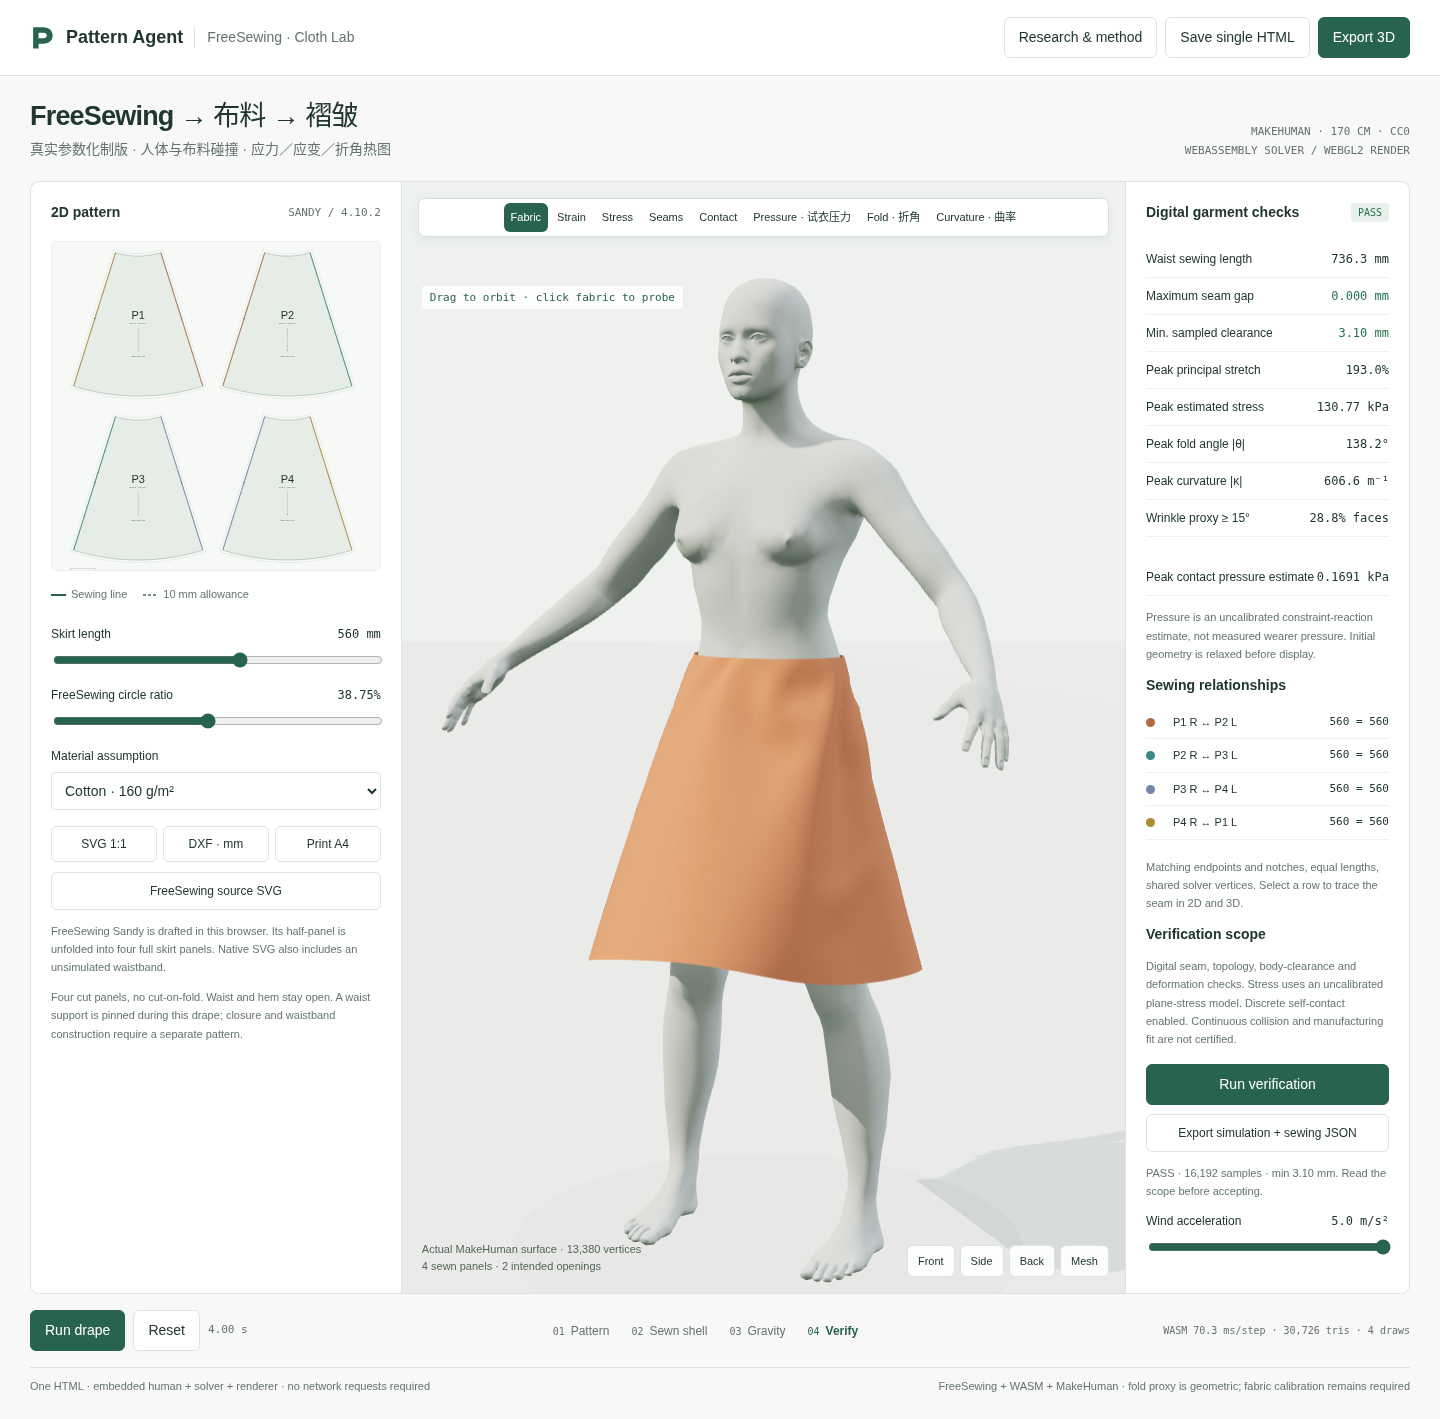 Pattern Agent
FreeSewing · Cloth Lab
Research & method
Save single HTML
Export 3D
FreeSewing → 布料 → 褶皱
真实参数化制版 · 人体与布料碰撞 · 应力／应变／折角热图
MAKEHUMAN · 170 CM · CC0
WEBASSEMBLY SOLVER / WEBGL2 RENDER
2D pattern
SANDY / 4.10.2
P1
P2
P3
P4
Sewing line
10 mm allowance
Skirt length
560 mm
FreeSewing circle ratio
38.75%
Material assumption
Cotton · 160 g/m²
SVG 1:1
DXF · mm
Print A4
FreeSewing source SVG
FreeSewing Sandy is drafted in this browser. Its half-panel is
unfolded into four full skirt panels. Native SVG also includes an
unsimulated waistband.
Four cut panels, no cut-on-fold. Waist and hem stay open. A waist
support is pinned during this drape; closure and waistband
construction require a separate pattern.
Fabric
Strain
Stress
Seams
Contact
Pressure · 试衣压力
Fold · 折角
Curvature · 曲率
Drag to orbit · click fabric to probe
Actual MakeHuman surface · 13,380 vertices
4 sewn panels · 2 intended openings
Front
Side
Back
Mesh
Digital garment checks
PASS
Waist sewing length
736.3 mm
Maximum seam gap
0.000 mm
Min. sampled clearance
3.10 mm
Peak principal stretch
193.0%
Peak estimated stress
130.77 kPa
Peak fold angle |θ|
138.2°
Peak curvature |κ|
606.6 m⁻¹
Wrinkle proxy ≥ 15°
28.8% faces
Peak contact pressure estimate
0.1691 kPa
Pressure is an uncalibrated constraint-reaction
estimate, not measured wearer pressure. Initial
geometry is relaxed before display.
Sewing relationships
P1 R ↔ P2 L
560 = 560
P2 R ↔ P3 L
560 = 560
P3 R ↔ P4 L
560 = 560
P4 R ↔ P1 L
560 = 560
Matching endpoints and notches, equal lengths,
shared solver vertices. Select a row to trace the
seam in 2D and 3D.
Verification scope
Digital seam, topology, body-clearance and
deformation checks. Stress uses an uncalibrated
plane-stress model. Discrete self-contact
enabled. Continuous collision and manufacturing
fit are not certified.
Run verification
Export simulation + sewing JSON
PASS · 16,192 samples · min 3.10 mm. Read the
scope before accepting.
Wind acceleration
5.0 m/s²
Run drape
Reset
4.00 s
01 Pattern
02 Sewn shell
03 Gravity
04 Verify
WASM 70.3 ms/step · 30,726 tris · 4 draws
One HTML · embedded human + solver + renderer · no network requests required
FreeSewing + WASM + MakeHuman · fold proxy is geometric; fabric calibration remains required